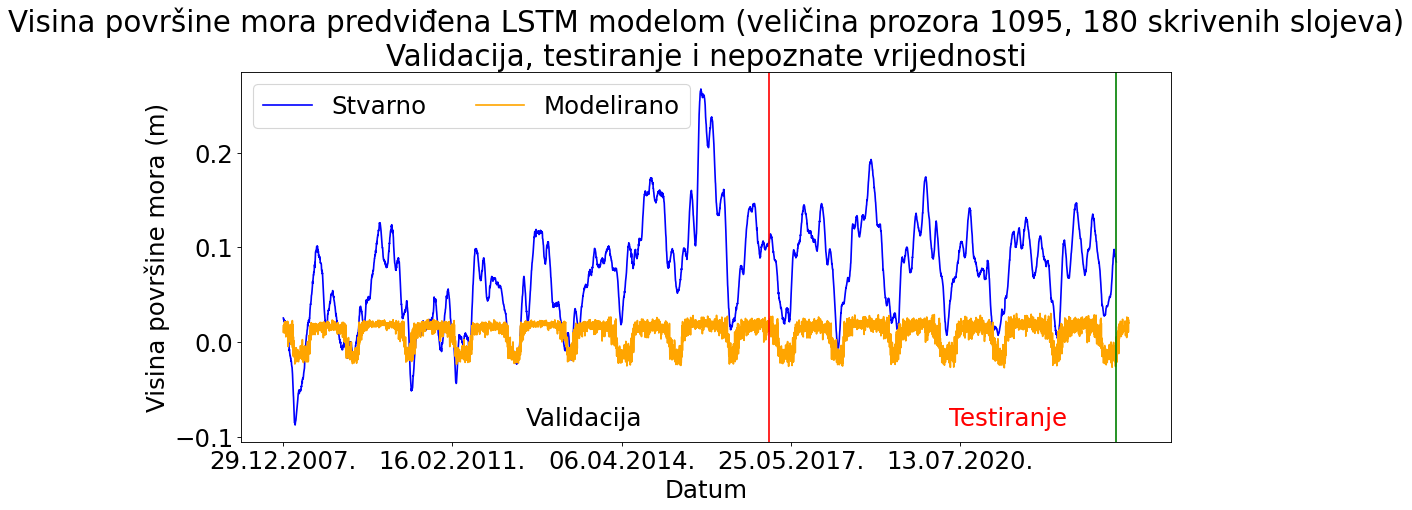 Visina površine mora predviđena LSTM modelom (veličina prozora 1095, 180 skrivenih slojeva)
Validacija, testiranje i nepoznate vrijednosti
Stvarno
Modelirano
Visina površine mora (m)
0.2
0.1
0.0
−0.1
Validacija
Testiranje
29.12.2007.
16.02.2011.
06.04.2014.
25.05.2017.
13.07.2020.
Datum